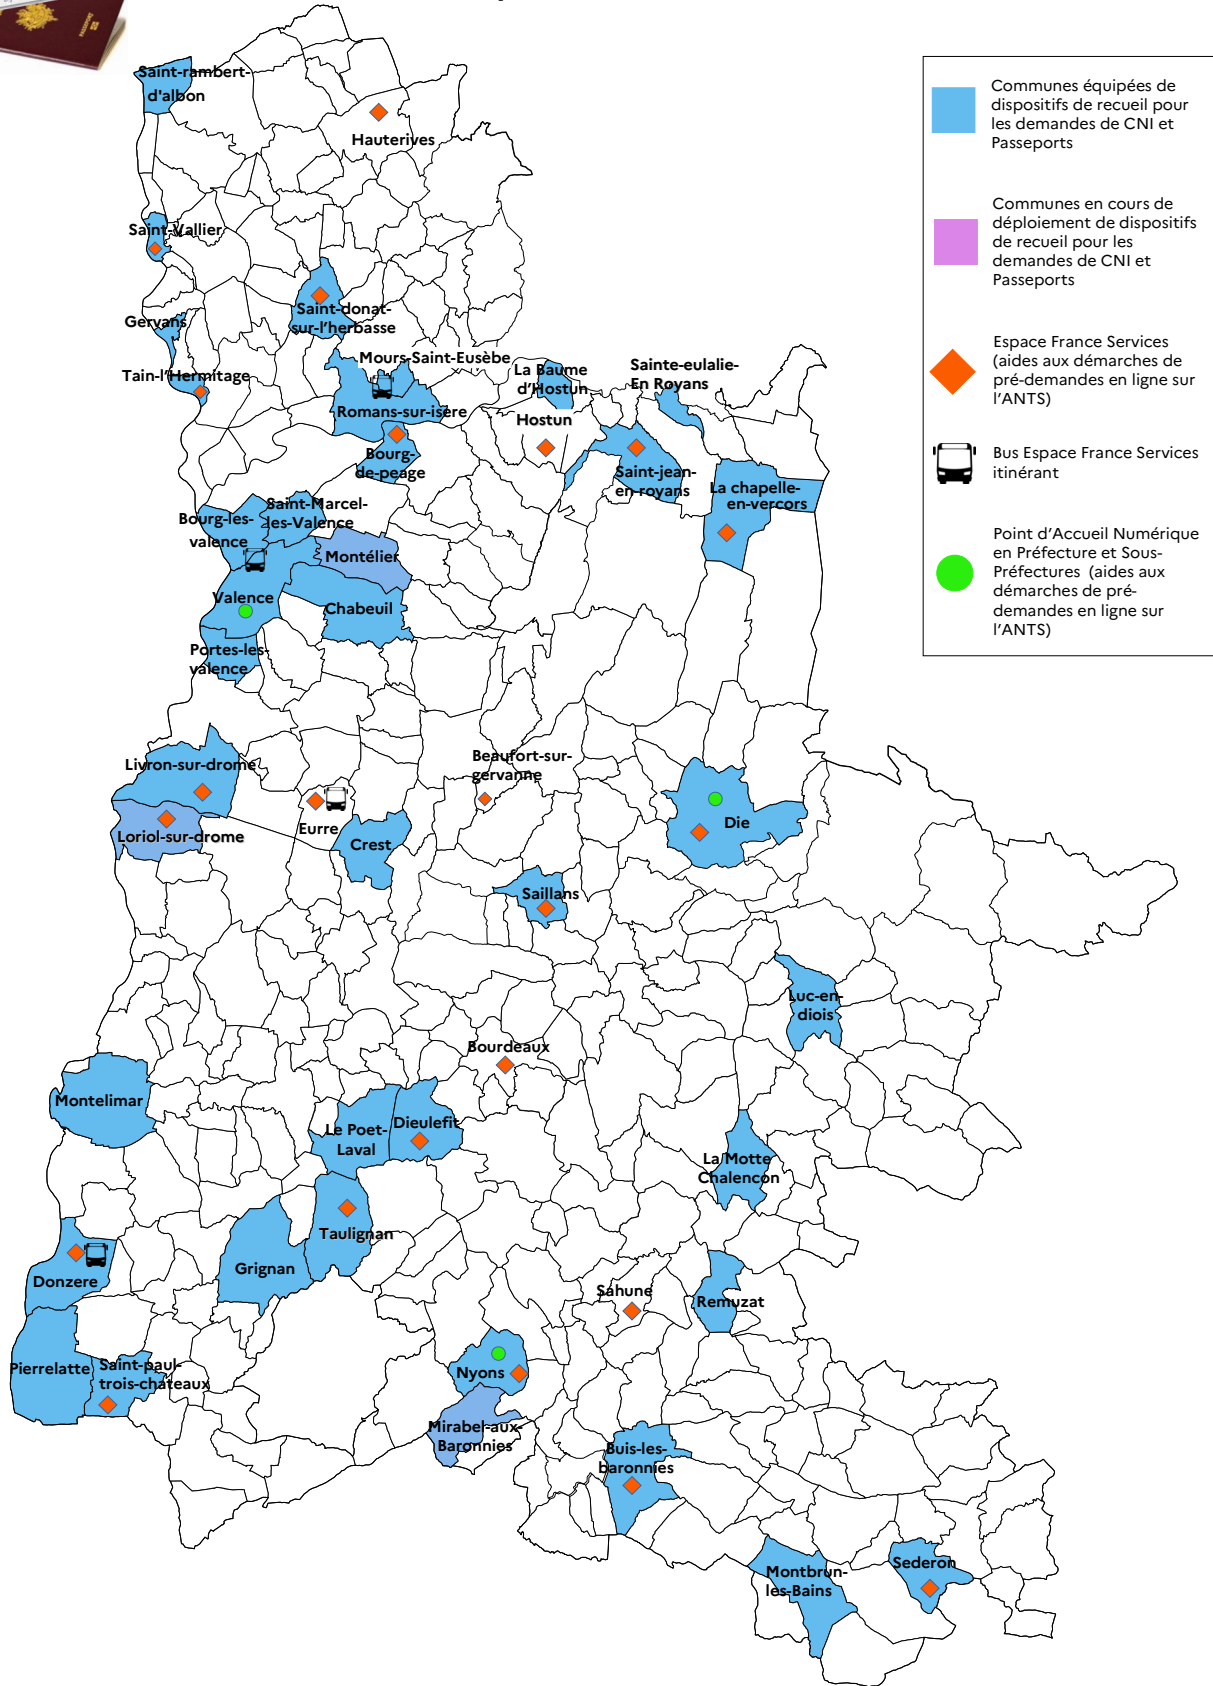 Saint-rambert-
d'albon
Hauterives
Saint-Vallier
Saint-donat-
sur-l'herbasse
Gervans
Tain-l'Hermitage
Mours-Saint-Eusèbe
Romans-sur-isère
La Baume
d'Hostun
Sainte-eulalie-
En Royans
Hostun
Bourg-
de-peage
Saint-jean-
en-royans
La chapelle-
en-vercors
Saint-Marcel-
les-Valence
Bourg-les-
valence
Montélier
Valence
Chabeuil
Portes-les-
valence
Livron-sur-drome
Beaufort-sur-
gervanne
Loriol-sur-drome
Eurre
Crest
Die
Saillans
Luc-en-
diois
Bourdeaux
Montelimar
Le Poet-
Laval
Dieulefit
La Motte
Chalencon
Taulignan
Grignan
Donzere
Sahune
Remuzat
Pierrelatte
Saint-paul-
trois-chateaux
Nyons
Mirabel-aux-
Baronnies
Buis-les-
baronnies
Montbrun-
les-Bains
Sederon
Communes équipées de
dispositifs de recueil pour
les demandes de CNI et
Passeports
Communes en cours de
déploiement de dispositifs
de recueil pour les
demandes de CNI et
Passeports
Espace France Services
(aides aux démarches de
pré-demandes en ligne sur
l'ANTS)
Bus Espace France Services
itinérant
Point d'Accueil Numérique
en Préfecture et Sous-
Préfectures (aides aux
démarches de pré-
demandes en ligne sur
l'ANTS)